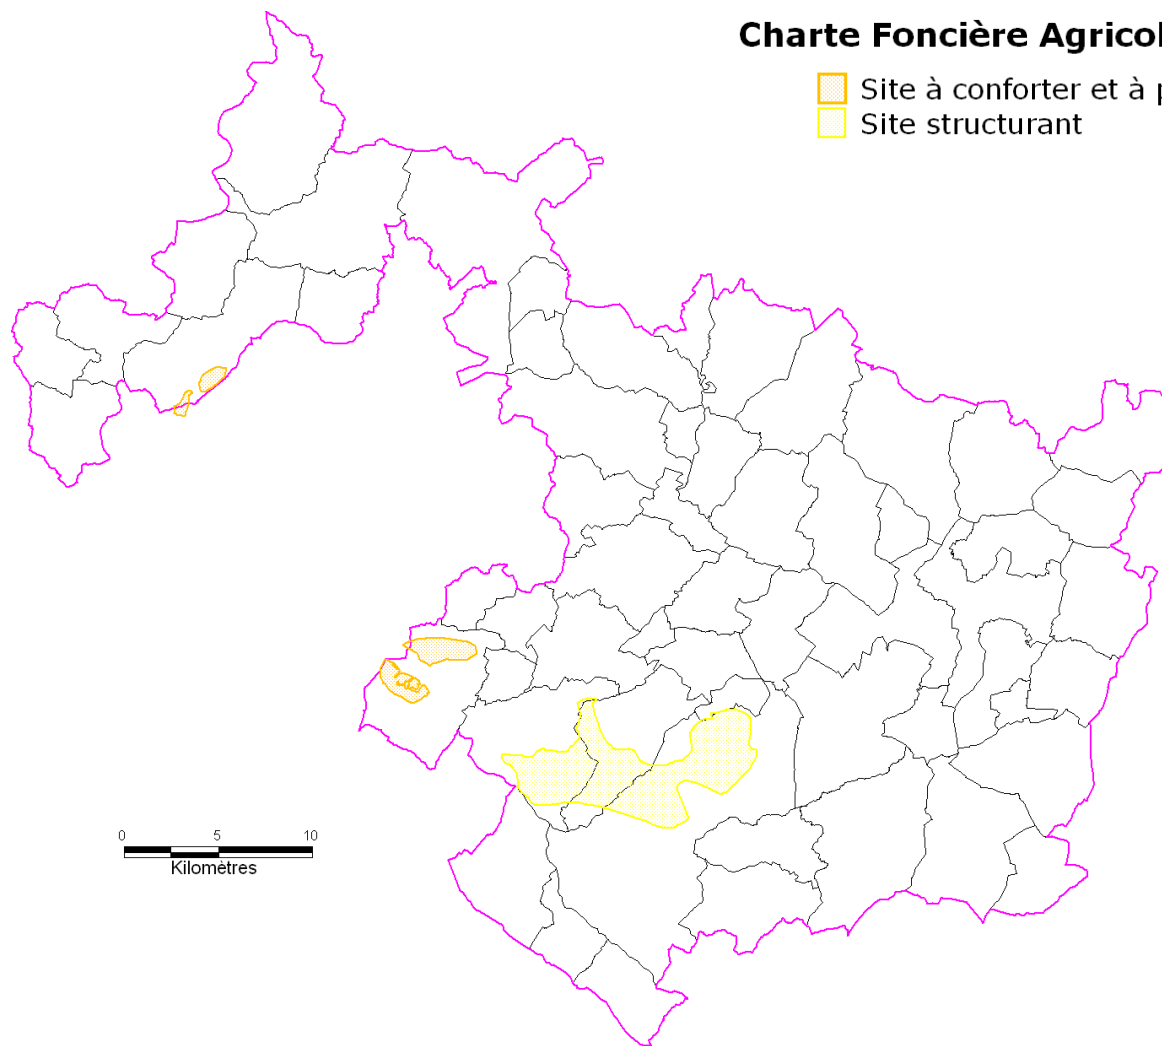 Charte Foncière Agricol
Site à conforter et à p
Site structurant
0 5 10
Kilomètres